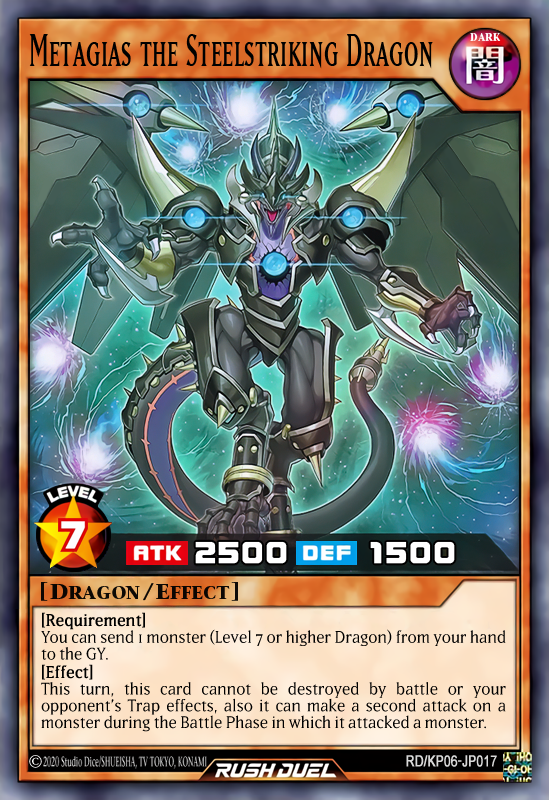 Metagias the Steelstriking Dragon
DARK
闇
LEVEL
7
ATK 2500 DEF 1500
[Dragon/Effect]
[Requirement]
You can send 1 monster (Level 7 or higher Dragon) from your hand
to the GY.
[Effect]
This turn, this card cannot be destroyed by battle or your
opponent's Trap effects, also it can make a second attack on a
monster during the Battle Phase in which it attacked a monster.
©2020 Studio Dice/SHUEISHA, TV TOKYO, KONAMI
RUSH DUEL
RD/KP06-JP017